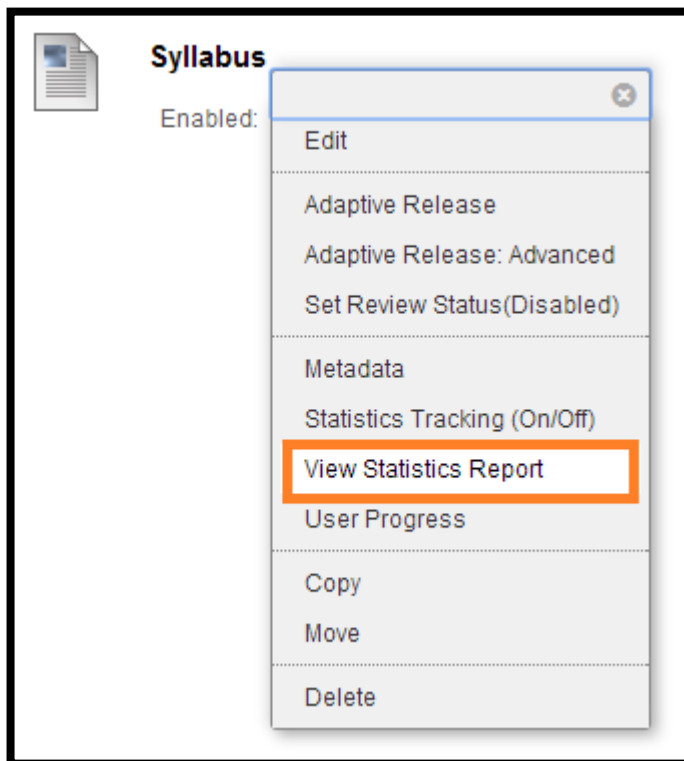 Syllabus
Enabled:
Edit
Adaptive Release
Adaptive Release: Advanced
Set Review Status(Disabled)
Metadata
Statistics Tracking (On/Off)
View Statistics Report
User Progress
Copy
Move
Delete